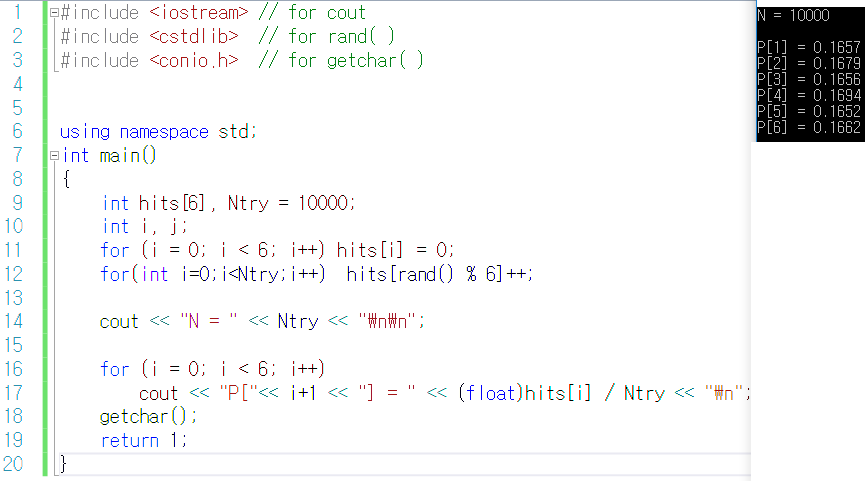 1 #include <iostream> // for cout
2 #include <cstdlib> // for rand( )
3 #include <conio.h> // for getchar( )
4
5
6 using namespace std;
7 int main()
8 {
9 int hits[6], Ntry = 10000;
10 int i, j;
11 for (i = 0; i < 6; i++) hits[i] = 0;
12 for(int i=0;i<Ntry;i++) hits[rand() % 6]++;
13
14 cout << "N = " << Ntry << "₩n₩n";
15
16 for (i = 0; i < 6; i++)
17 cout << "P["<< i+1 << "] = " << (float)hits[i] / Ntry << "₩n";
18 getchar();
19 return 1;
20 }
N = 10000
P[1] = 0.1657
P[2] = 0.1679
P[3] = 0.1656
P[4] = 0.1694
P[5] = 0.1652
P[6] = 0.1662